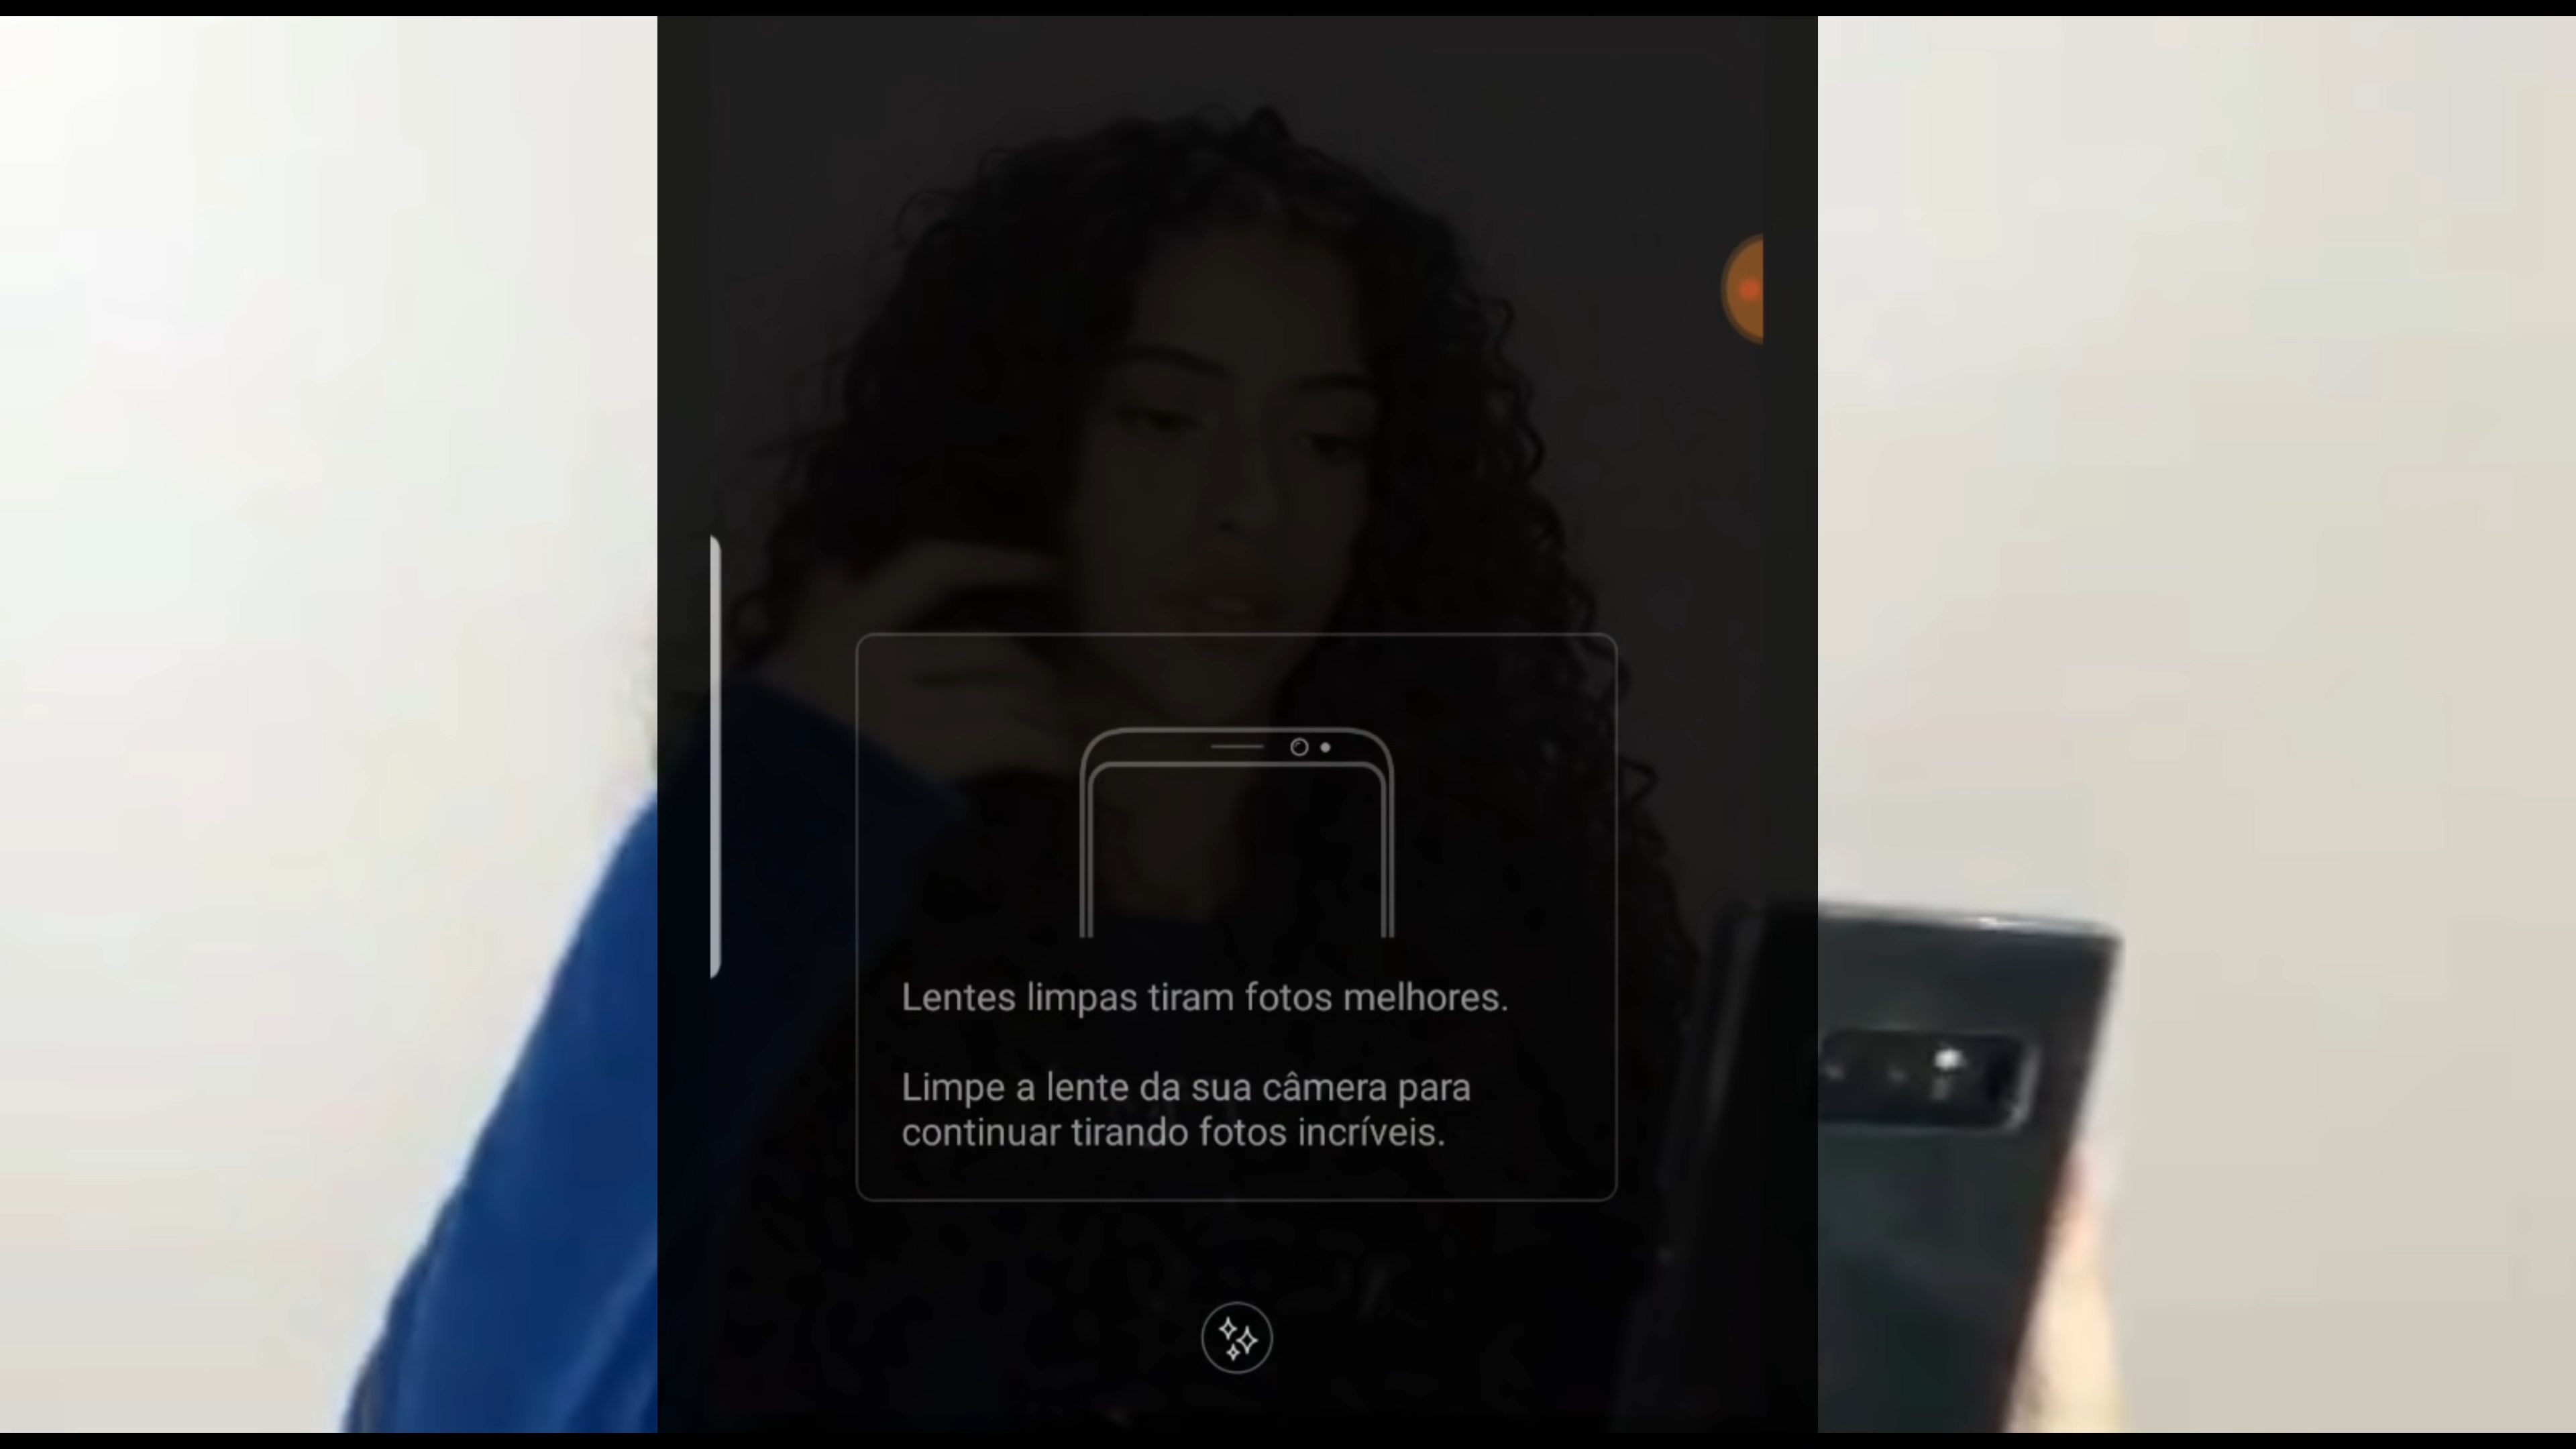 Lentes limpas tiram fotos melhores.
Limpe a lente da sua câmera para
continuar tirando fotos incríveis.